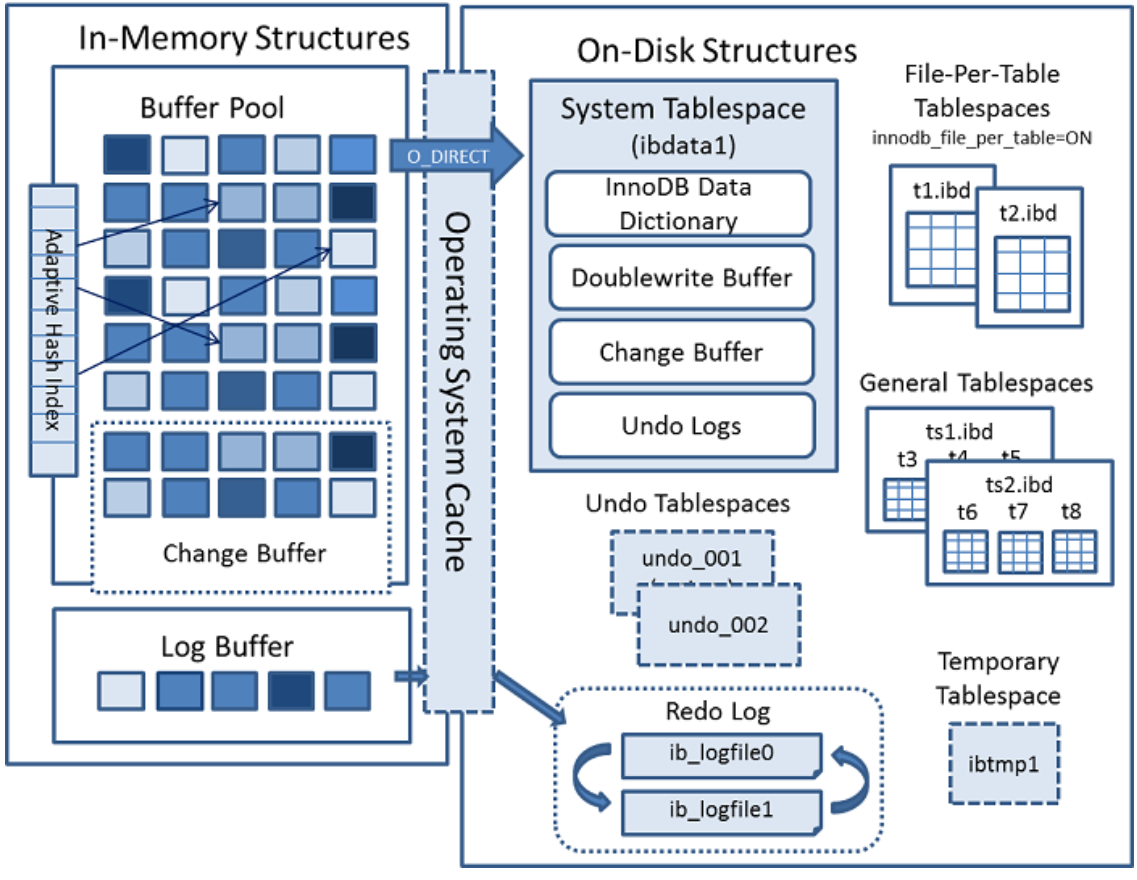 In-Memory Structures
Buffer Pool
Adaptive Hash Index
Change Buffer
Log Buffer
O_DIRECT
Operating System Cache
On-Disk Structures
System Tablespace
(ibdata1)
InnoDB Data
Dictionary
Doublewrite Buffer
Change Buffer
Undo Logs
File-Per-Table
Tablespaces
innodb_file_per_table=ON
t1.ibd
t2.ibd
General Tablespaces
ts1.ibd
t3 t4 t5
ts2.ibd
t6 t7 t8
Undo Tablespaces
undo_001
undo_002
Temporary
Tablespace
ibtmp1
Redo Log
ib_logfile0
ib_logfile1